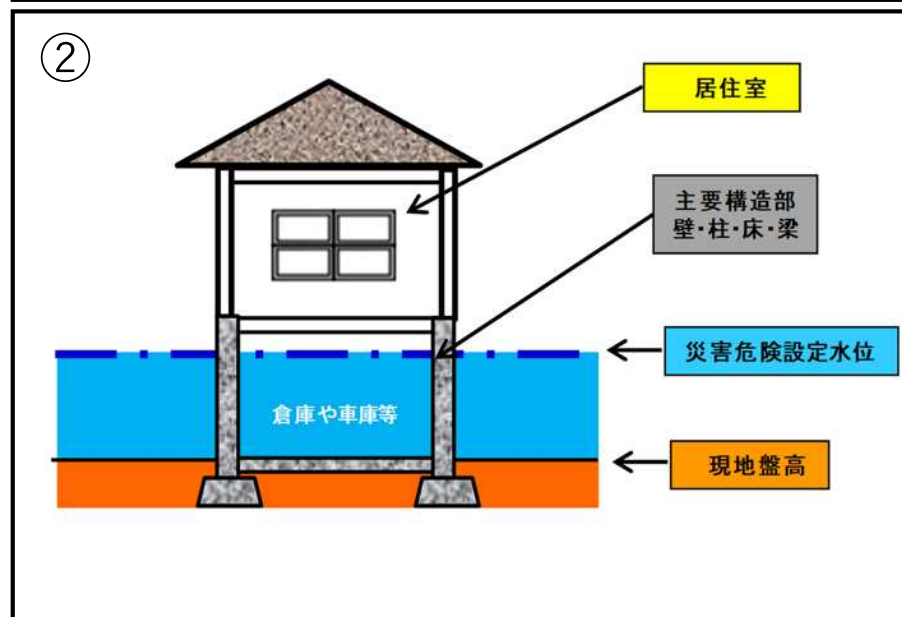 ②
居住室
主要構造部
壁・柱・床・梁
災害危険設定水位
倉庫や車庫等
現地盤高